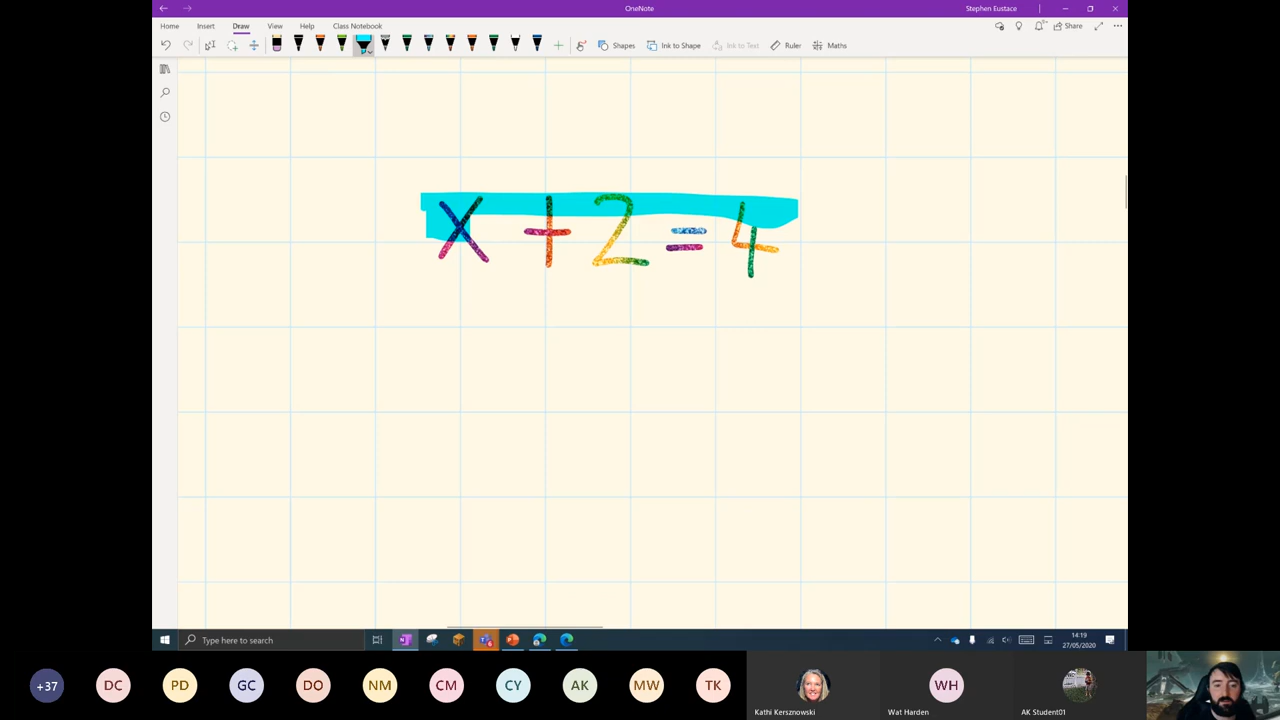 OneNote
Stephen Eustace
Home Insert Draw View Help Class Notebook
Share
Shapes Ink to Shape Ink to Text Ruler Maths
x + 2 = 4
Type here to search
14:19
27/05/2020
+37 DC PD GC DO NM CM CY AK MW TK WH
Kathi Kersznowski Wat Harden AK Student01